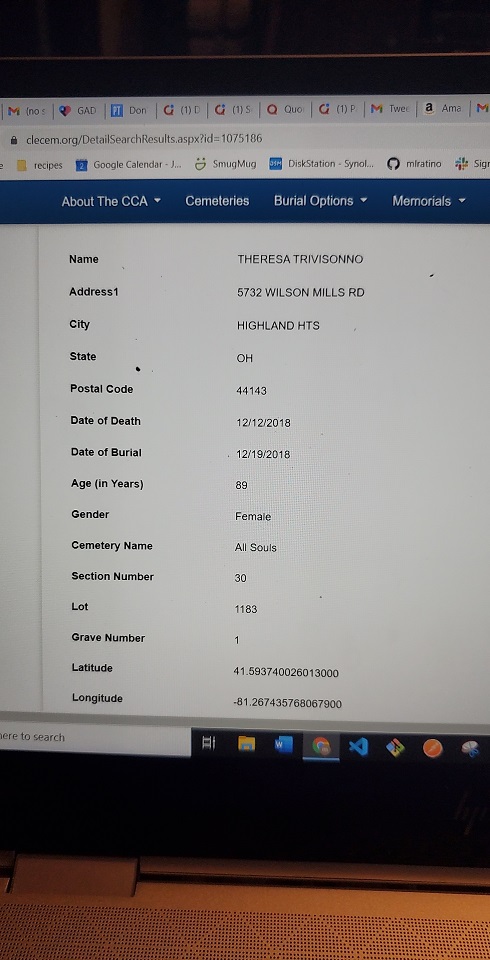 (no s GAD Don (1) D (1) S Quo (1) P Twee Ama
clecem.org/DetailSearchResults.aspx?id=1075186
recipes Google Calendar - J... SmugMug DiskStation - Synol... mlratino Sign
About The CCA Cemeteries Burial Options Memorials
Name THERESA TRIVISONNO
Address1 5732 WILSON MILLS RD
City HIGHLAND HTS
State OH
Postal Code 44143
Date of Death 12/12/2018
Date of Burial 12/19/2018
Age (in Years) 89
Gender Female
Cemetery Name All Souls
Section Number 30
Lot 1183
Grave Number 1
Latitude 41.593740026013000
Longitude -81.267435768067900
here to search
hp